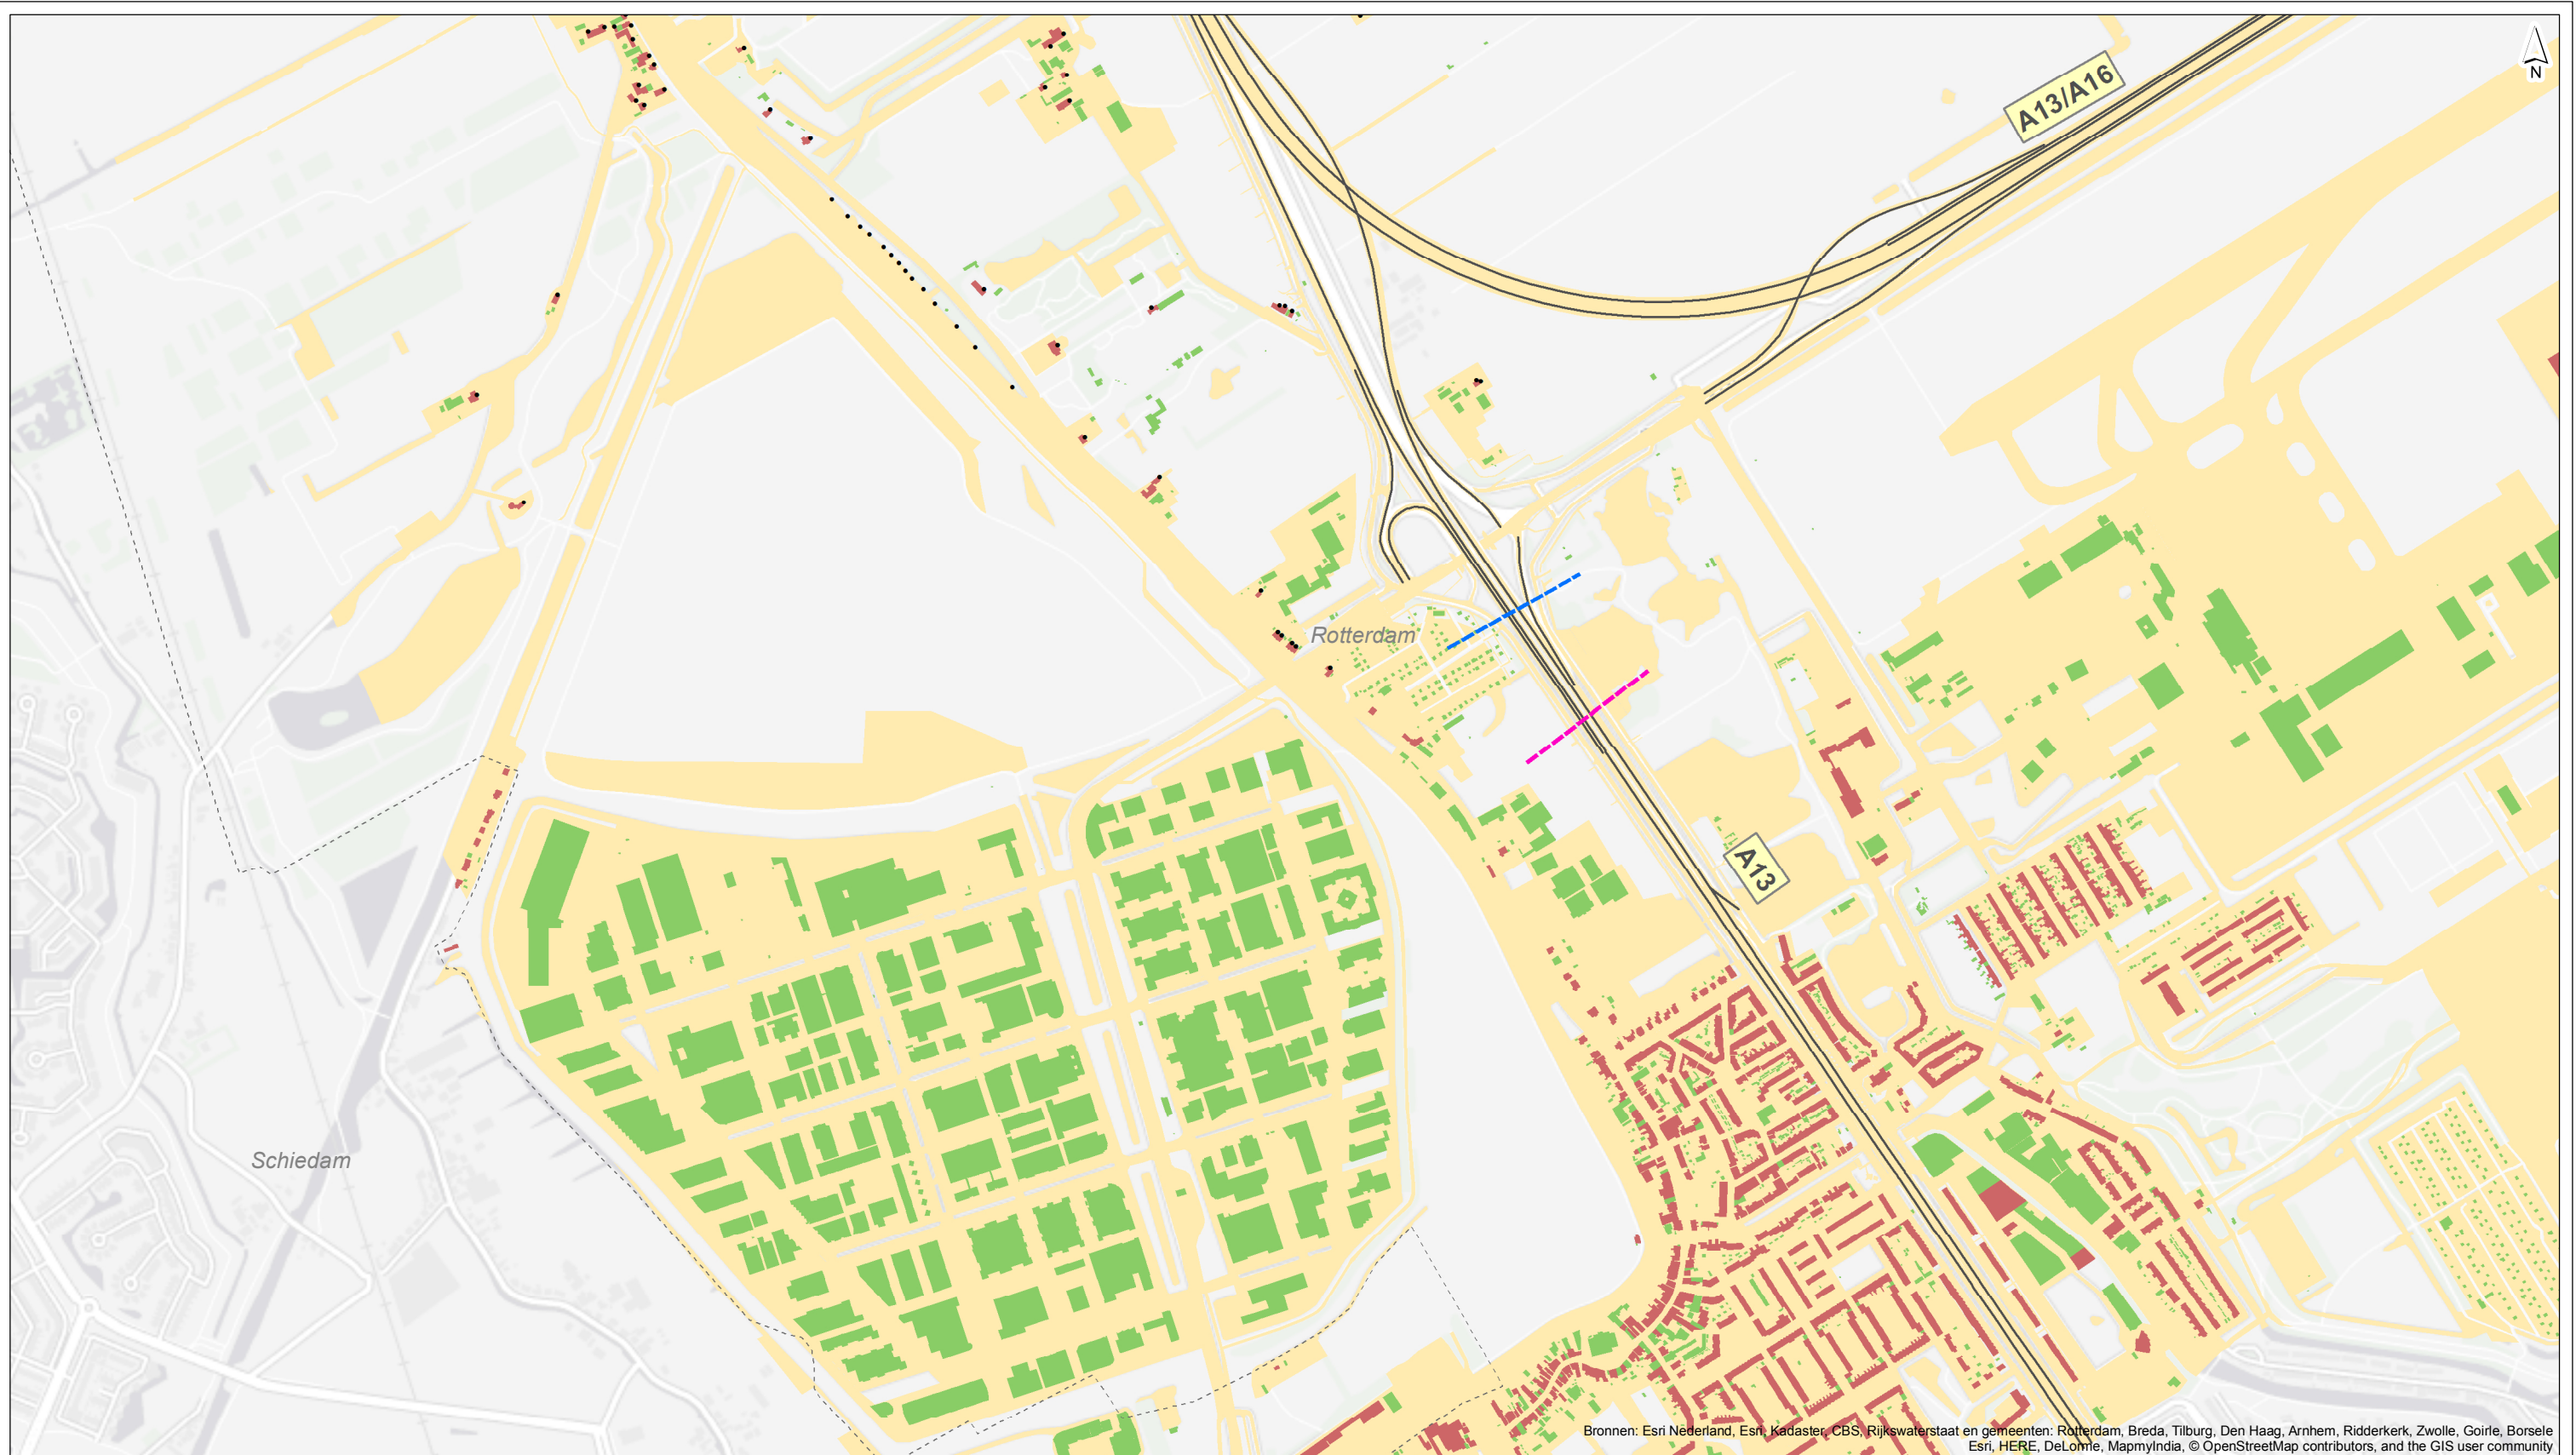 N
A13/A16
Rotterdam
A13
Schiedam
Bronnen: Esri Nederland, Esri, Kadaster, CBS, Rijkswaterstaat en gemeenten: Rotterdam, Breda, Tilburg, Den Haag, Arnhem, Ridderkerk, Zwolle, Goirle, Borsele
Esri, HERE, DeLorme, MapmyIndia, © OpenStreetMap contributors, and the GIS user community